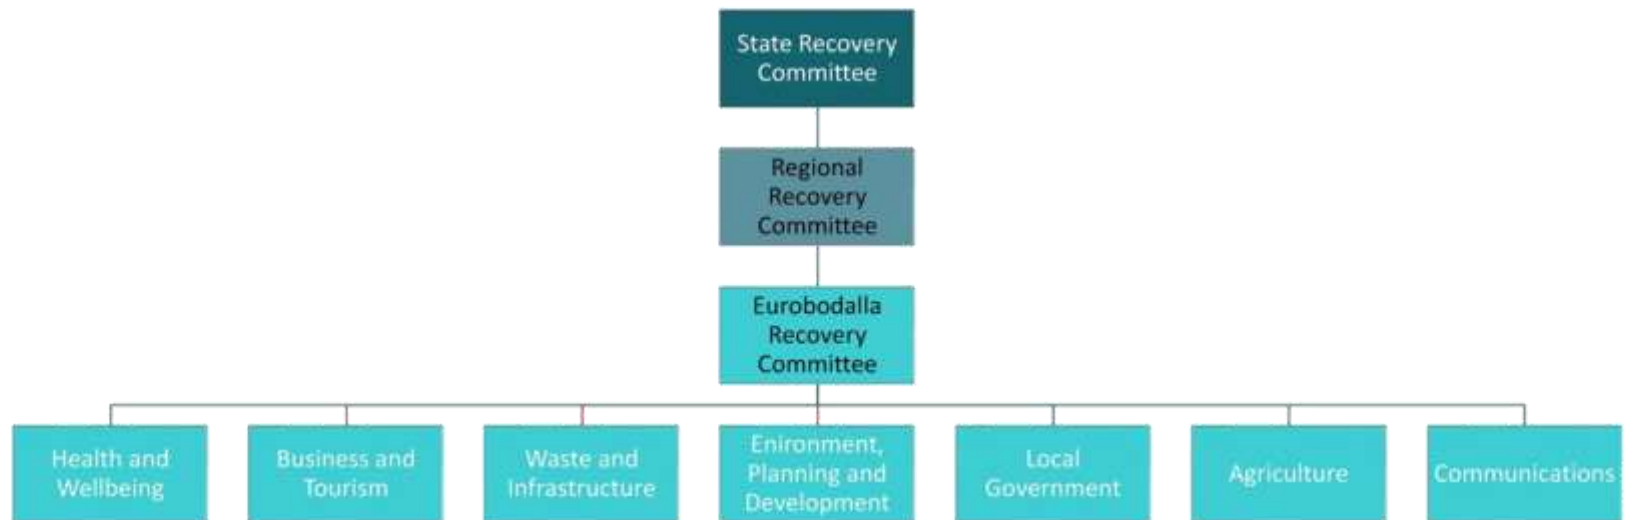 State Recovery
Committee
Regional
Recovery
Committee
Eurobodalla
Recovery
Committee
Health and
Wellbeing
Business and
Tourism
Waste and
Infrastructure
Enironment,
Planning and
Development
Local
Government
Agriculture
Communications